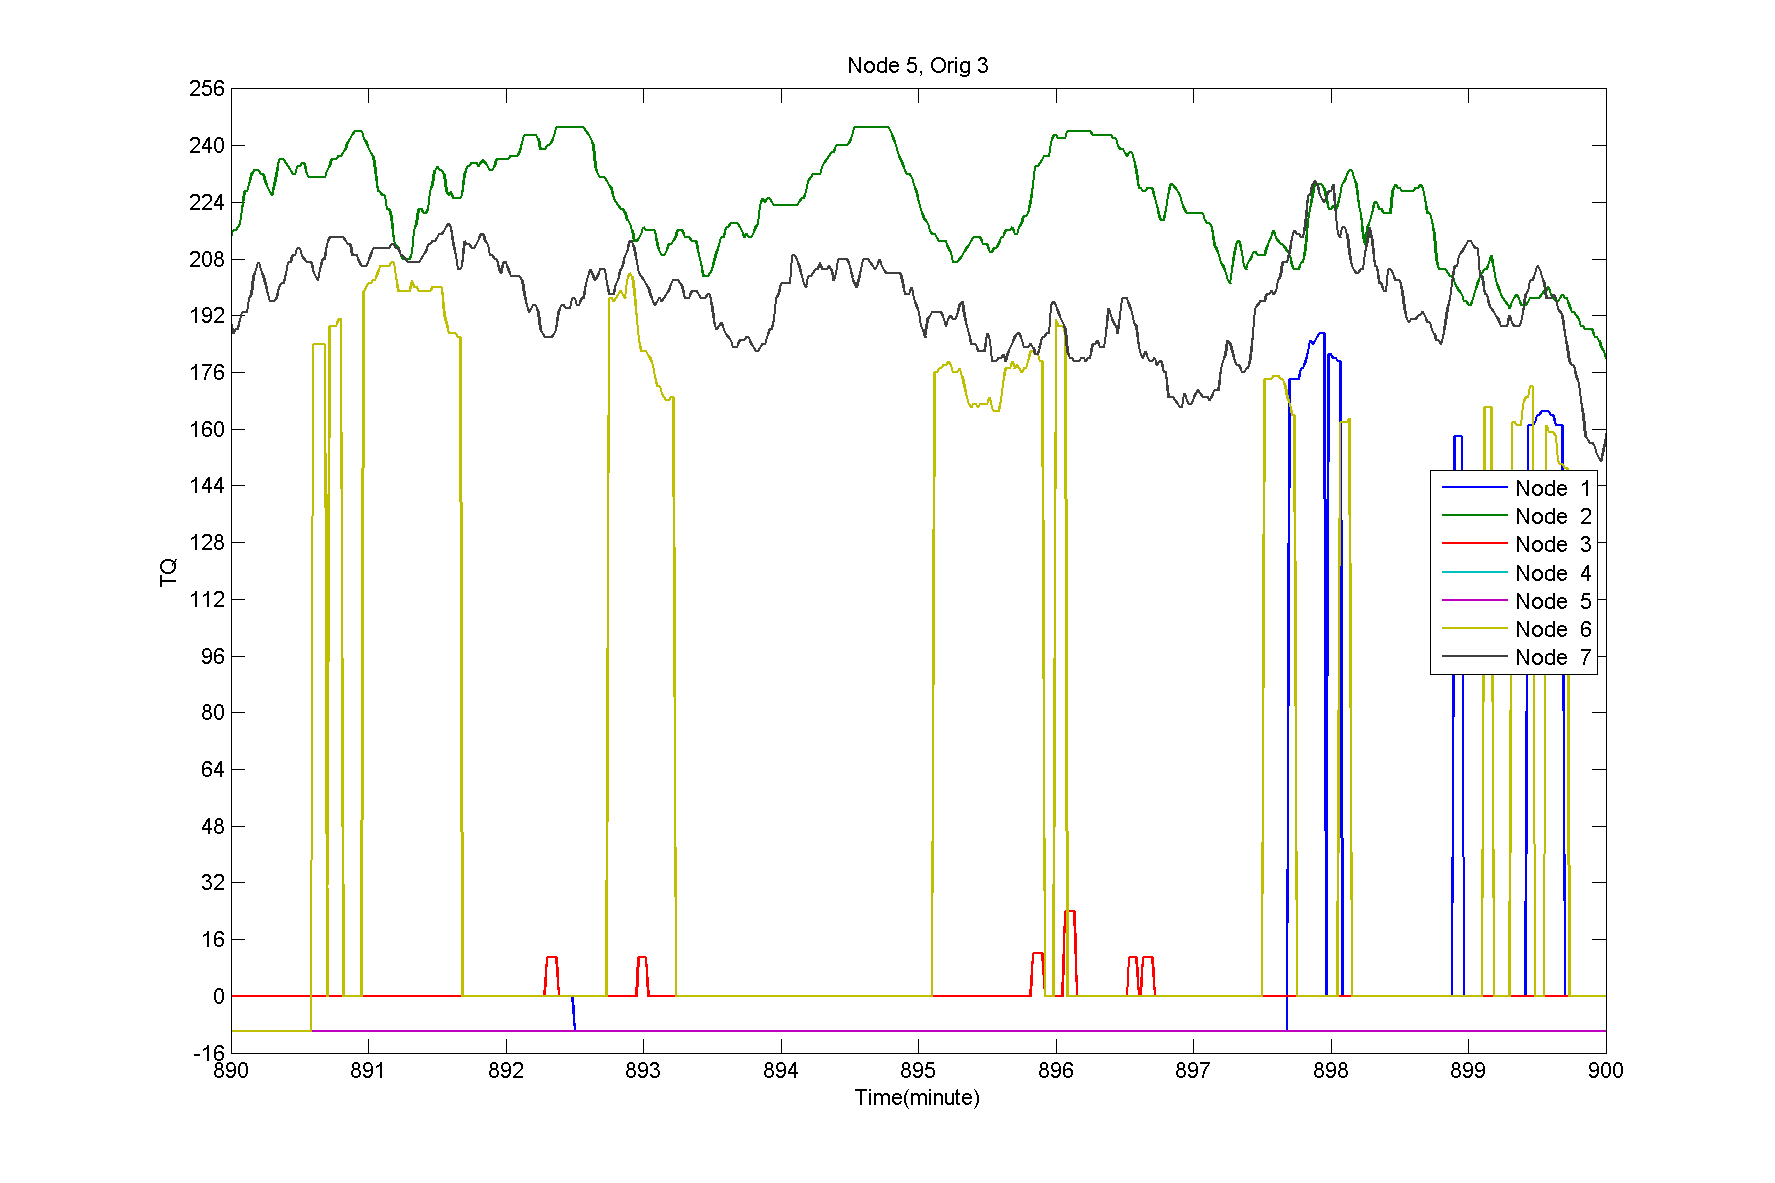 Node 5, Orig 3
256
240
224
208
192
176
160
144
128
112
96
80
64
48
32
16
0
-16
TQ
Node 1
Node 2
Node 3
Node 4
Node 5
Node 6
Node 7
890 891 892 893 894 895 896 897 898 899 900
Time(minute)